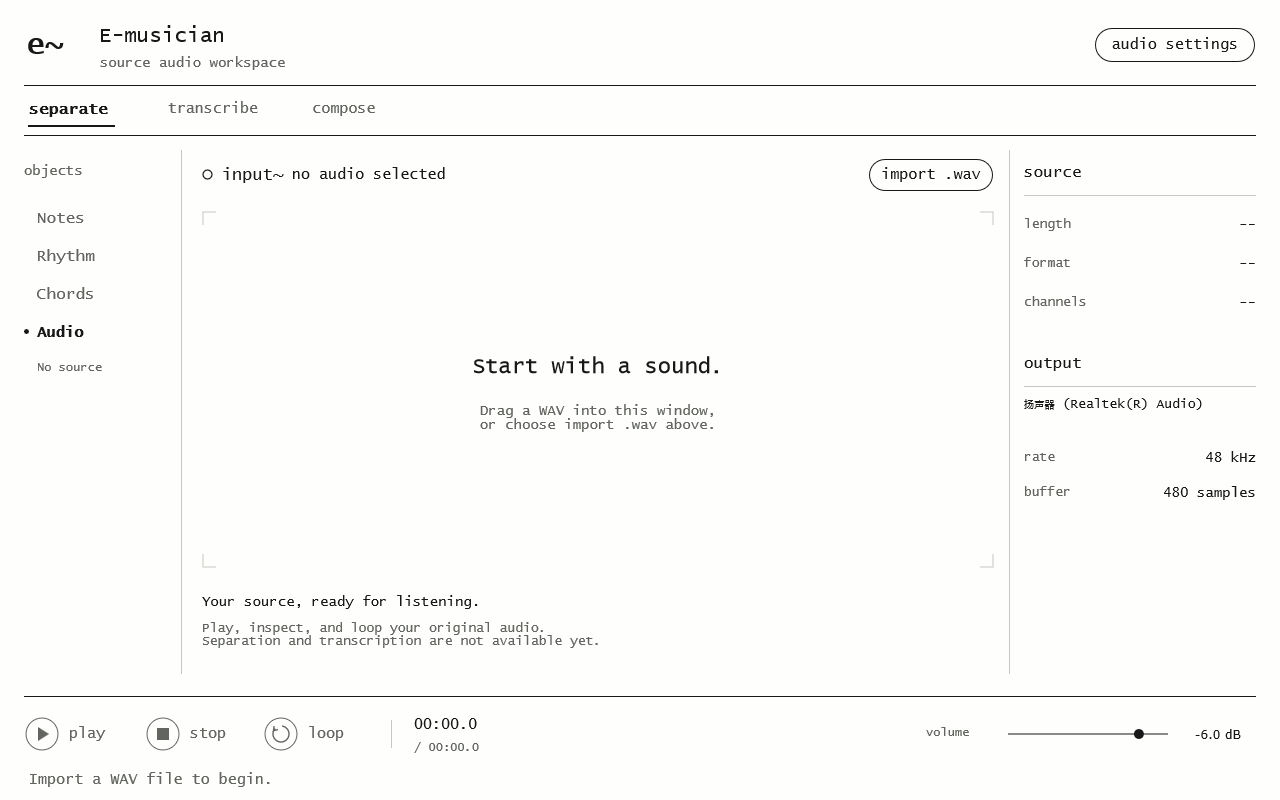 e~
E-musician
source audio workspace
audio settings
separate
transcribe
compose
objects
Notes
Rhythm
Chords
• Audio
No source
input~ no audio selected
import .wav
Start with a sound.
Drag a WAV into this window,
or choose import .wav above.
Your source, ready for listening.
Play, inspect, and loop your original audio.
Separation and transcription are not available yet.
source
length --
format --
channels --
output
扬声器 (Realtek(R) Audio)
rate 48 kHz
buffer 480 samples
play
stop
loop
00:00.0
/ 00:00.0
volume
-6.0 dB
Import a WAV file to begin.